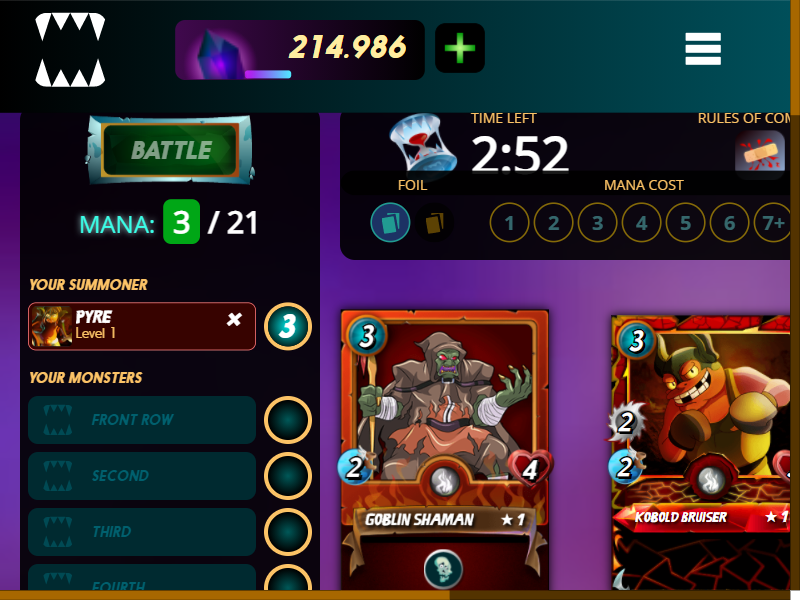 214.986
BATTLE
MANA: 3 / 21
YOUR SUMMONER
PYRE
Level 1
3
YOUR MONSTERS
FRONT ROW
SECOND
THIRD
FOURTH
TIME LEFT
2:52
RULES OF COM
FOIL
MANA COST
1 2 3 4 5 6 7+
3
2
4
GOBLIN SHAMAN ★ 1
3
2
2
KOBOLD BRUISER ★ 1